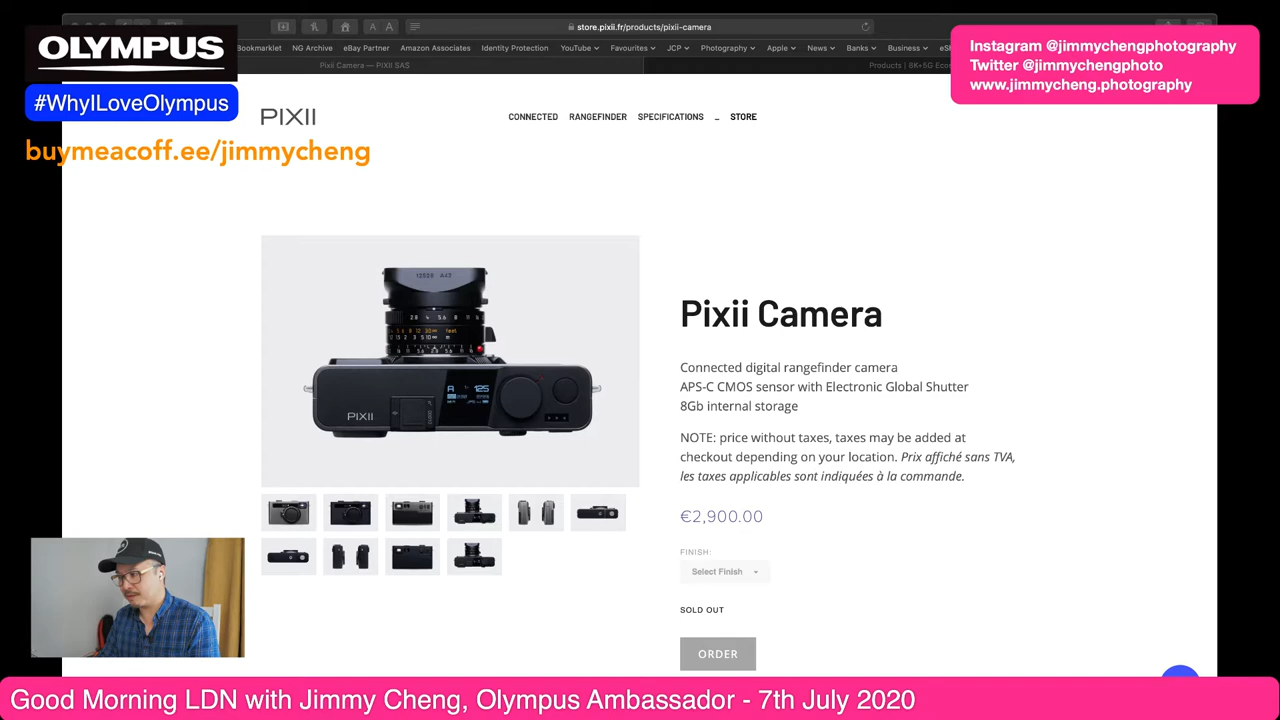 store.pixii.fr/products/pixii-camera
Bookmarklet NG Archive eBay Partner Amazon Associates Identity Protection YouTube Favourites JCP Photography Apple News Banks Business
Pixii Camera — PIXII SAS
Products | 8K+5G
OLYMPUS
#WhyILoveOlympus
buymeacoff.ee/jimmycheng
Instagram @jimmychengphotography
Twitter @jimmychengphoto
www.jimmycheng.photography
PIXII
CONNECTED RANGEFINDER SPECIFICATIONS _ STORE
A 125
PIXII
Pixii Camera
Connected digital rangefinder camera
APS-C CMOS sensor with Electronic Global Shutter
8Gb internal storage
NOTE: price without taxes, taxes may be added at
checkout depending on your location. Prix affiché sans TVA,
les taxes applicables sont indiquées à la commande.
€2,900.00
FINISH:
Select Finish
SOLD OUT
ORDER
Good Morning LDN with Jimmy Cheng, Olympus Ambassador - 7th July 2020